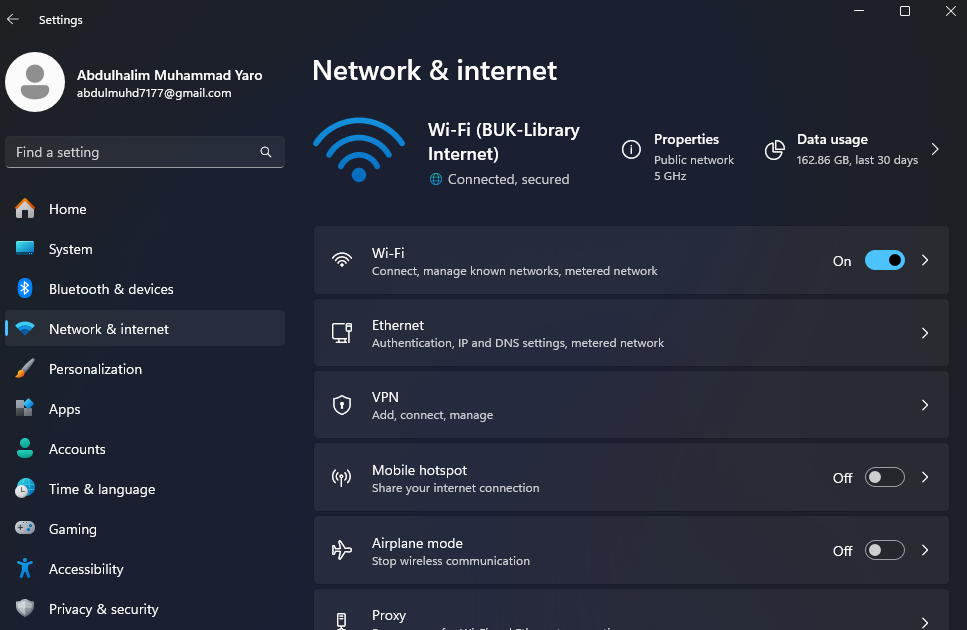 Settings
Abdulhalim Muhammad Yaro
abdulmuhd7177@gmail.com
Find a setting
Home
System
Bluetooth & devices
Network & internet
Personalization
Apps
Accounts
Time & language
Gaming
Accessibility
Privacy & security
Network & internet
Wi-Fi (BUK-Library
Internet)
Connected, secured
Properties
Public network
5 GHz
Data usage
162.86 GB, last 30 days
Wi-Fi
Connect, manage known networks, metered network
On
Ethernet
Authentication, IP and DNS settings, metered network
VPN
Add, connect, manage
Mobile hotspot
Share your internet connection
Off
Airplane mode
Stop wireless communication
Off
Proxy